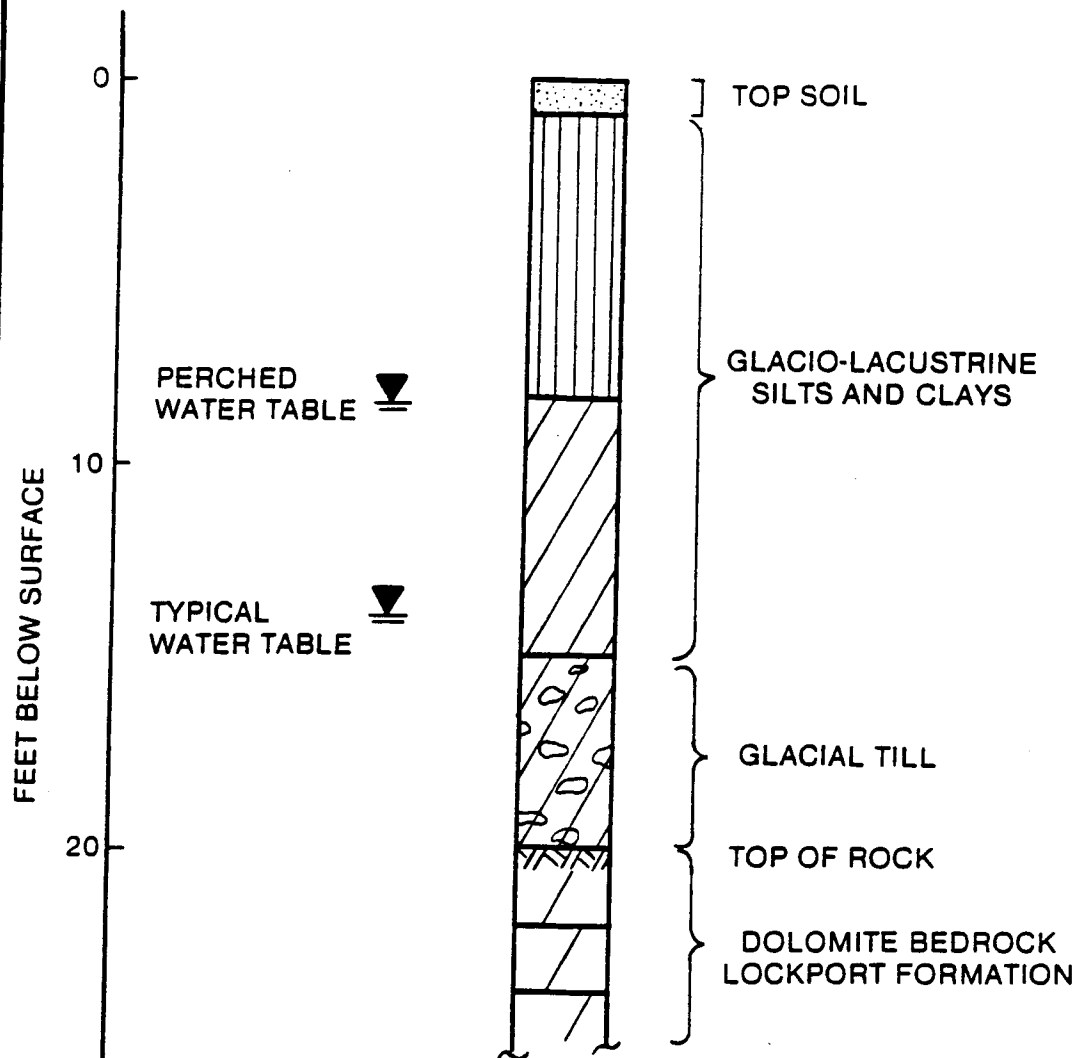 0
TOP SOIL
GLACIO-LACUSTRINE
SILTS AND CLAYS
PERCHED
WATER TABLE
10
FEET BELOW SURFACE
TYPICAL
WATER TABLE
GLACIAL TILL
20
TOP OF ROCK
DOLOMITE BEDROCK
LOCKPORT FORMATION